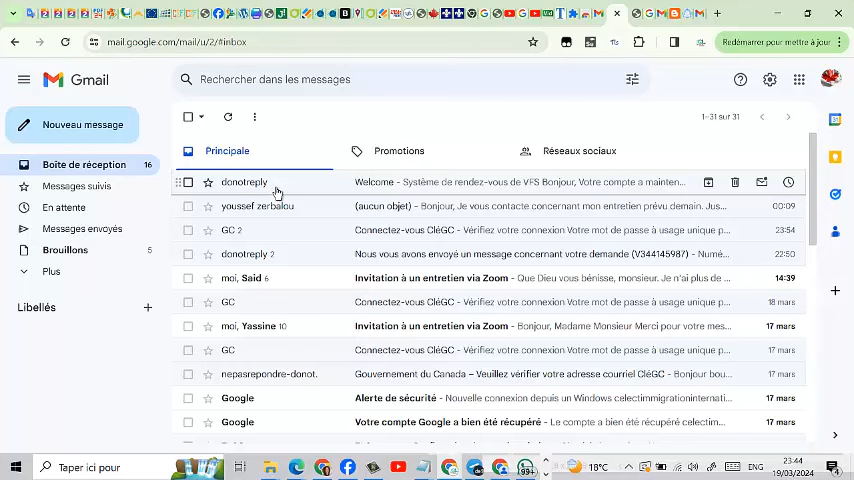 mail.google.com/mail/u/2/#inbox
Redémarrer pour mettre à jour
Gmail
Rechercher dans les messages
Nouveau message
1–31 sur 31
Principale
Promotions
Réseaux sociaux
Boîte de réception 16
Messages suivis
En attente
Messages envoyés
Brouillons 5
Plus
Libellés
donotreply Welcome - Système de rendez-vous de VFS Bonjour, Votre compte a mainten...
youssef zerbalou (aucun objet) - Bonjour, Je vous contacte concernant mon entretien prévu demain. Jus... 00:09
GC 2 Connectez-vous CléGC - Vérifiez votre connexion Votre mot de passe à usage unique p... 23:54
donotreply 2 Nous vous avons envoyé un message concernant votre demande (V344145987) - Numé... 22:50
moi, Said 6 Invitation à un entretien via Zoom - Que Dieu vous bénisse, monsieur. Je n'ai plus de ... 14:39
GC Connectez-vous CléGC - Vérifiez votre connexion Votre mot de passe à usage unique p... 18 mars
moi, Yassine 10 Invitation à un entretien via Zoom - Bonjour, Madame Monsieur Merci pour votre mes... 17 mars
GC Connectez-vous CléGC - Vérifiez votre connexion Votre mot de passe à usage unique p... 17 mars
nepasrepondre-donot. Gouvernement du Canada – Veuillez vérifier votre adresse courriel CléGC - Bonjour bou... 17 mars
Google Alerte de sécurité - Nouvelle connexion depuis un Windows celectimmigrationinternati... 17 mars
Google Votre compte Google a bien été récupéré - Le compte a bien été récupéré celectim... 17 mars
Taper ici pour
99+
18°C
ENG
23:44
19/03/2024
4